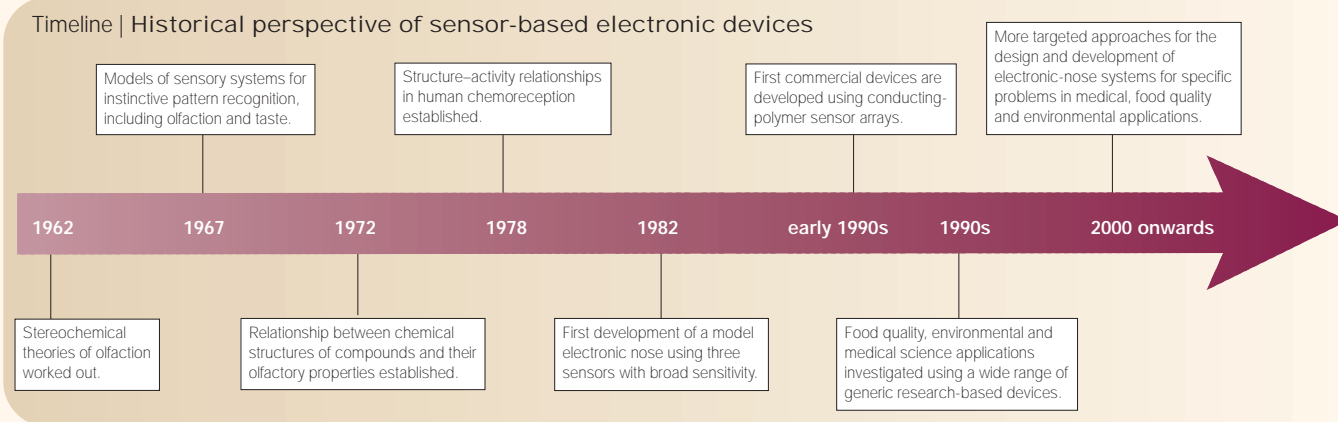 Timeline | Historical perspective of sensor-based electronic devices
Models of sensory systems for
instinctive pattern recognition,
including olfaction and taste.
Structure–activity relationships
in human chemoreception
established.
First commercial devices are
developed using conducting-
polymer sensor arrays.
More targeted approaches for the
design and development of
electronic-nose systems for specific
problems in medical, food quality
and environmental applications.
1962 1967 1972 1978 1982 early 1990s 1990s 2000 onwards
Stereochemical
theories of olfaction
worked out.
Relationship between chemical
structures of compounds and their
olfactory properties established.
First development of a model
electronic nose using three
sensors with broad sensitivity.
Food quality, environmental and
medical science applications
investigated using a wide range of
generic research-based devices.